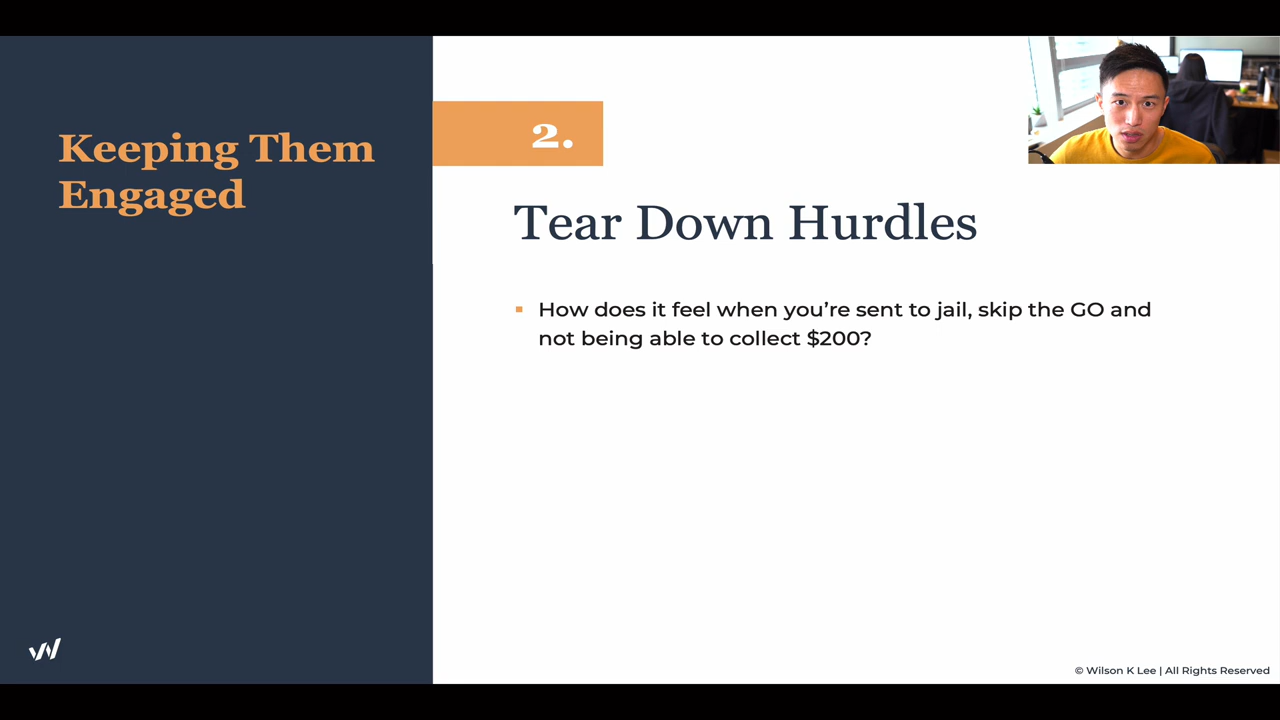 Keeping Them
Engaged
2.
Tear Down Hurdles
How does it feel when you’re sent to jail, skip the GO and
not being able to collect $200?
© Wilson K Lee | All Rights Reserved